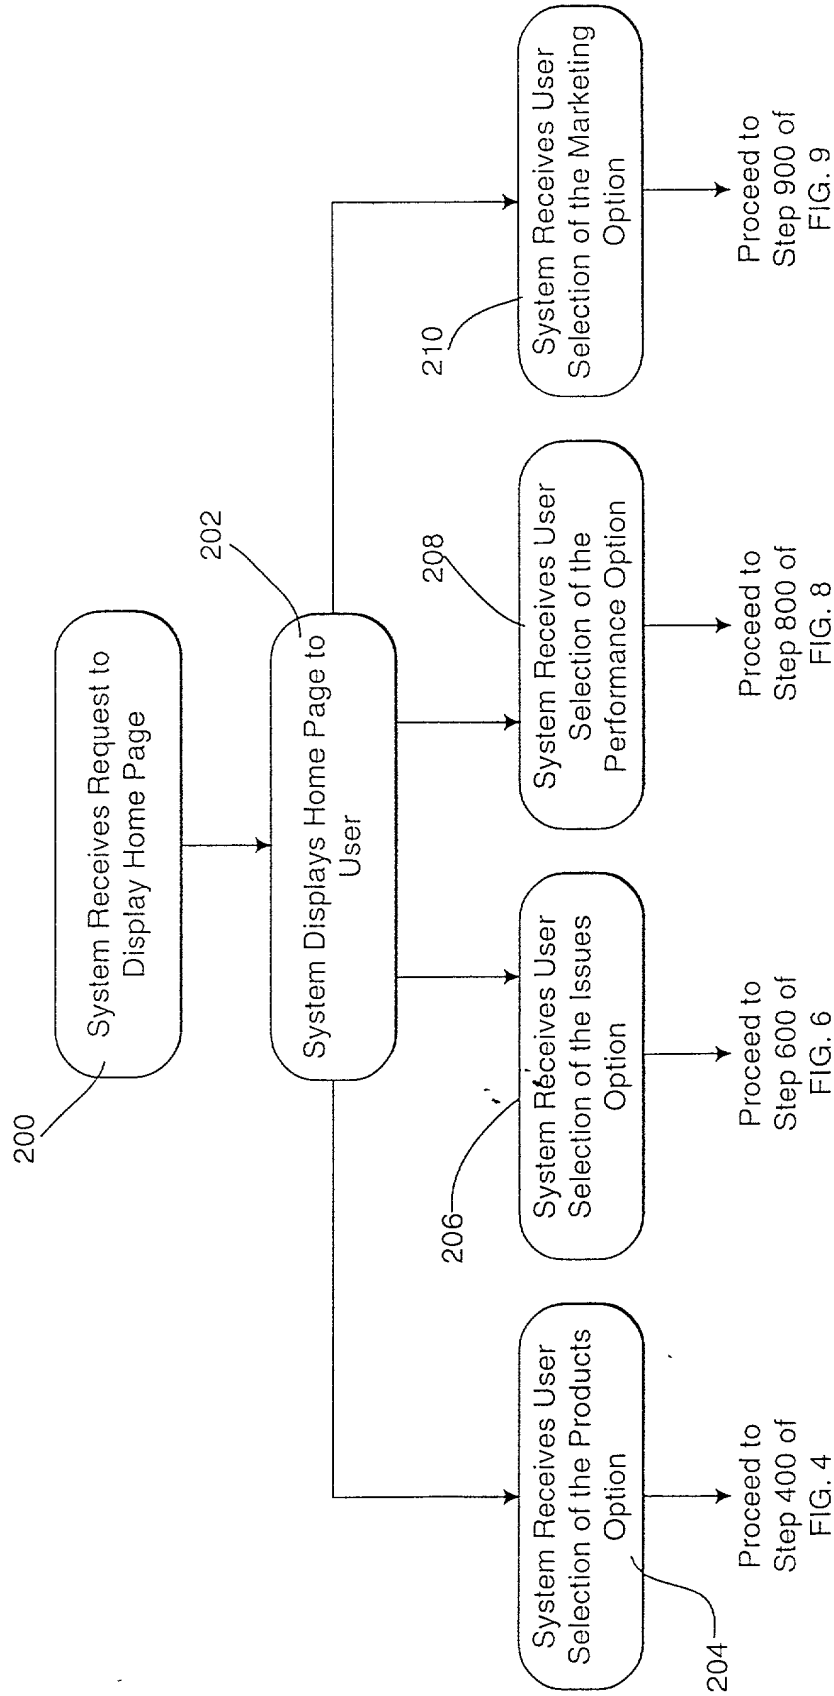 200
System Receives Request to
Display Home Page
202
System Displays Home Page to
User
204
System Receives User
Selection of the Products
Option
Proceed to
Step 400 of
FIG. 4
206
System Receives User
Selection of the Issues
Option
Proceed to
Step 600 of
FIG. 6
208
System Receives User
Selection of the
Performance Option
Proceed to
Step 800 of
FIG. 8
210
System Receives User
Selection of the Marketing
Option
Proceed to
Step 900 of
FIG. 9